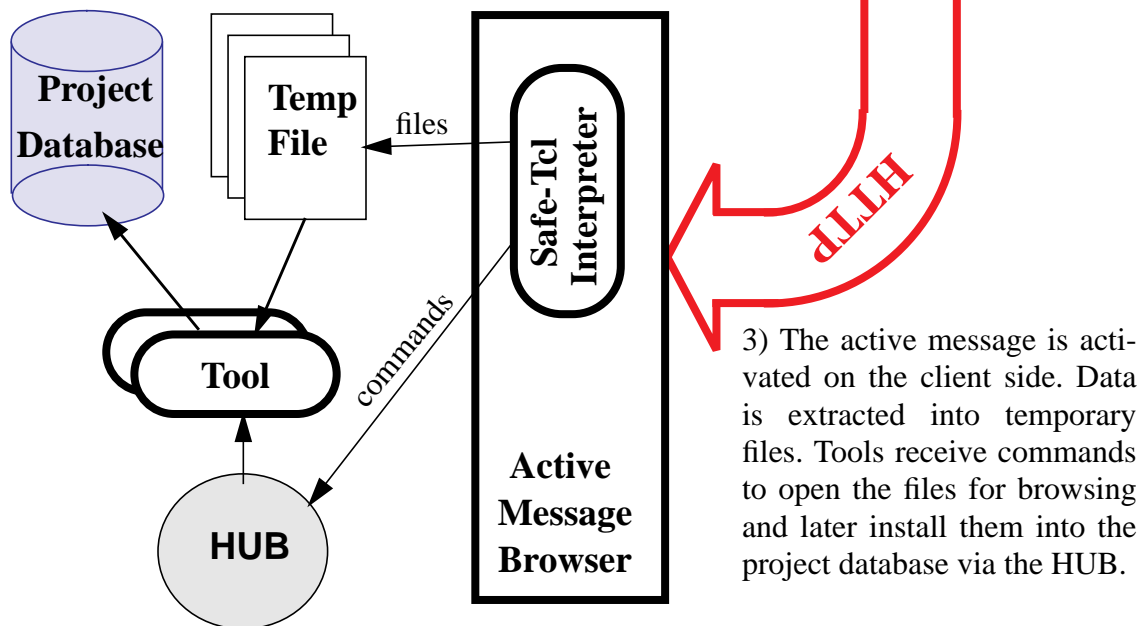 Project
Database
Temp
File
files
Safe-Tcl
Interpreter
HTTP
commands
Tool
HUB
Active
Message
Browser
3) The active message is acti-
vated on the client side. Data
is extracted into temporary
files. Tools receive commands
to open the files for browsing
and later install them into the
project database via the HUB.